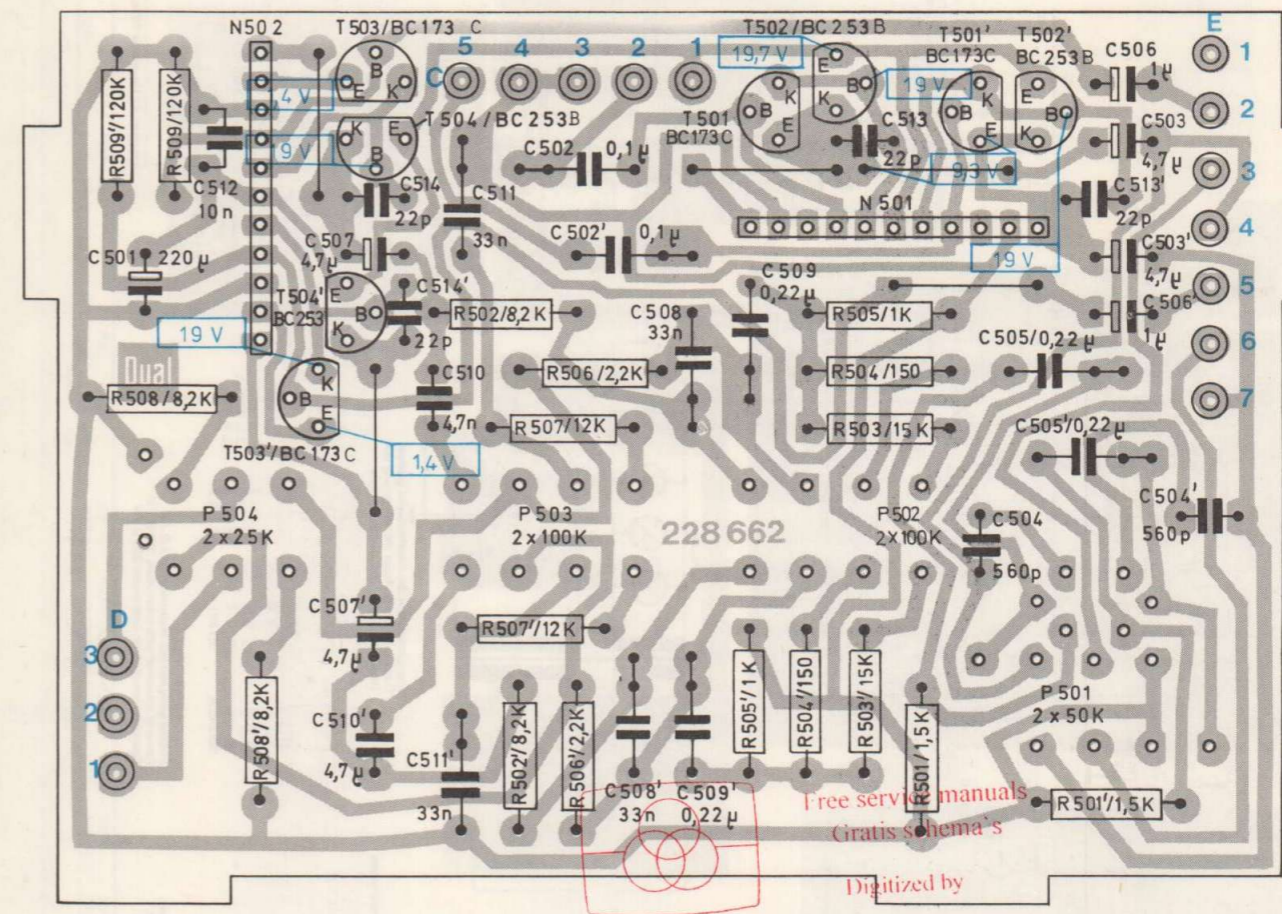 N502
T503/BC173 C
5 4 3 2 1
C
T502/BC253B
19,7 V
T501'
BC173C
T502'
BC253B
C506
1µ
E
1
2
3
4
5
6
7
R509'/120K
R509/120K
,4 V
19 V
E B K
K E B
T504/BC253B
C502 0,1µ
T501
BC173C
K B E
E B K
19 V
K B E
E B K
C513
22p
9,3 V
C503
4,7µ
C513'
22p
C512
10n
C514
22p
C511
33n
N501
C501 220µ
C507
4,7µ
C502' 0,1µ
19 V
C503'
4,7µ
T504'
BC253
E B K
C514'
22p
R502/8,2K
C508
33n
C509
0,22µ
R505/1K
C506'
1µ
19 V
Dual
R508/8,2K
K B E
C510
4,7n
R506/2,2K
R504/150
C505/0,22µ
R507/12K
R503/15K
C505'/0,22µ
T503'/BC173C
1,4 V
P504
2x25K
P503
2x100K
228 662
P502
2x100K
C504
560p
C504'
560p
D
3
2
1
C507'
4,7µ
R507'/12K
R508'/8,2K
C510'
4,7µ
C511'
33n
R502'/8,2K
R506'/2,2K
C508'
33n
C509'
0,22µ
R505'/1K
R504'/150
R503'/15K
R501/1,5K
P501
2x50K
R501'/1,5K
Free service manuals
Gratis schema's
Digitized by